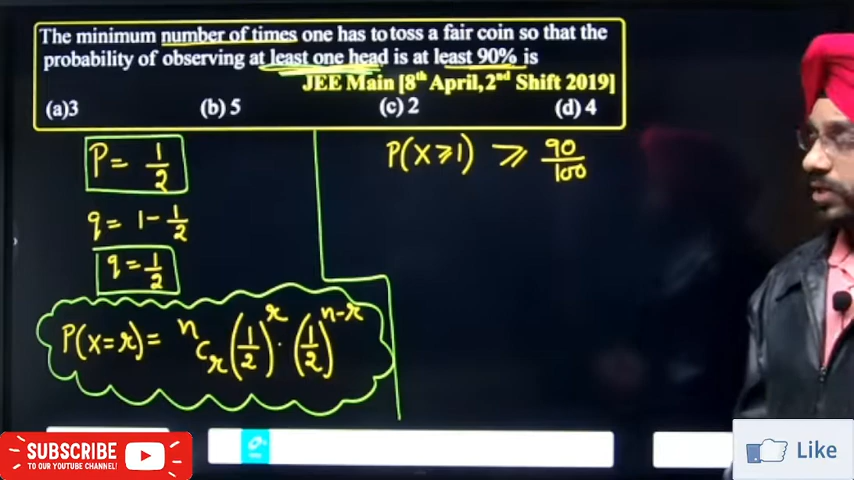 The minimum number of times one has to toss a fair coin so that the
probability of observing at least one head is at least 90% is
JEE Main [8th April,2nd Shift 2019]
(a)3 (b) 5 (c) 2 (d) 4
P = 1/2
P(X⩾1) ⩾ 90/100
q = 1 - 1/2
q = 1/2
P(X=r) = nCr (1/2)^r · (1/2)^(n-r)
SUBSCRIBE
TO OUR YOUTUBE CHANNEL!
Like